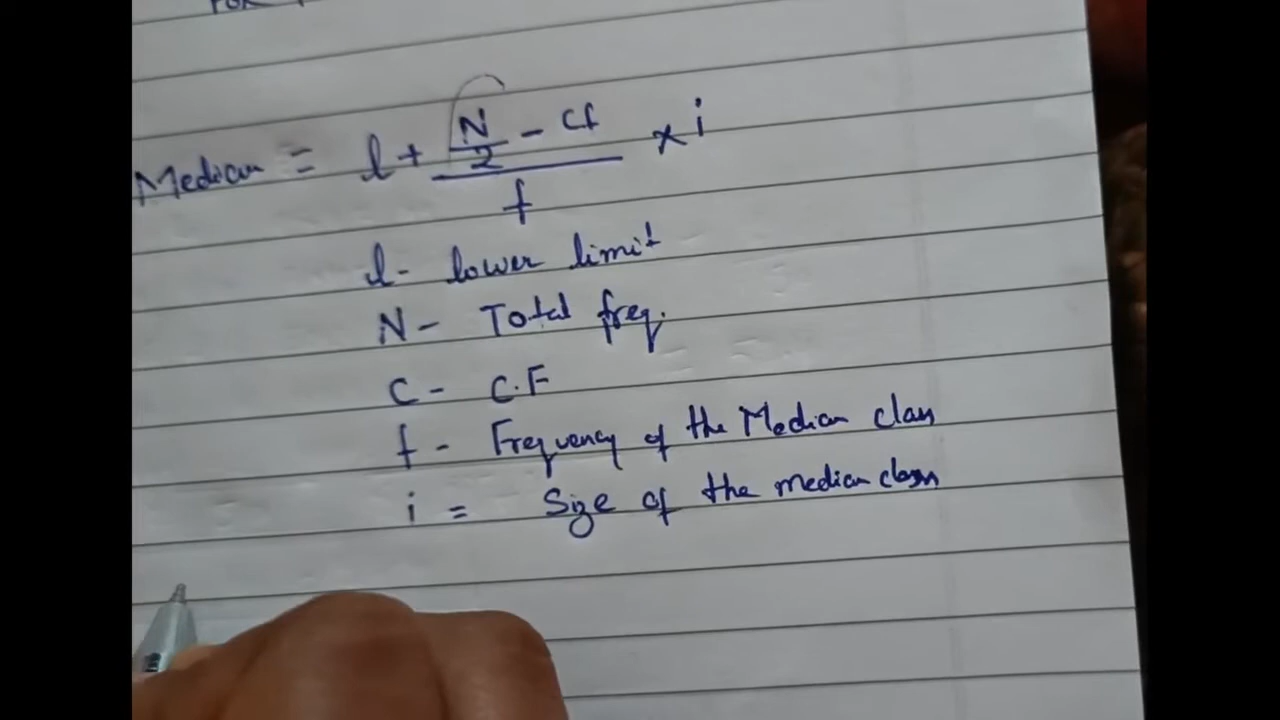 Median = l + N/2 - cf / f × i
l - lower limit
N - Total freq.
C - C.F
f - Frequency of the Median class
i = Size of the median class